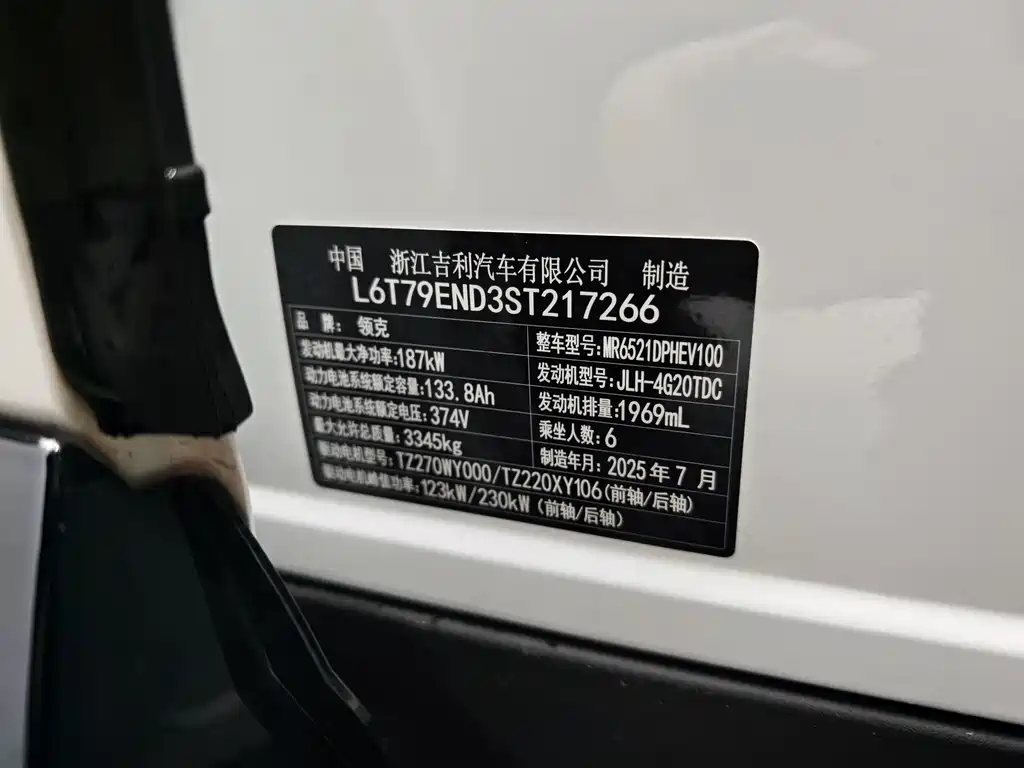 中国 浙江吉利汽车有限公司 制造
L6T79END3ST217266
品 牌: 领克
整车型号:MR6521DPHEV100
发动机最大净功率:187kW
发动机型号:JLH-4G20TDC
动力电池系统额定容量:133.8Ah
发动机排量:1969mL
动力电池系统额定电压:374V
乘坐人数:6
最大允许总质量:3345kg
制造年月:2025年7月
驱动电机型号:TZ270WY000/TZ220XY106(前轴/后轴)
驱动电机峰值功率:123kW/230kW (前轴/后轴)